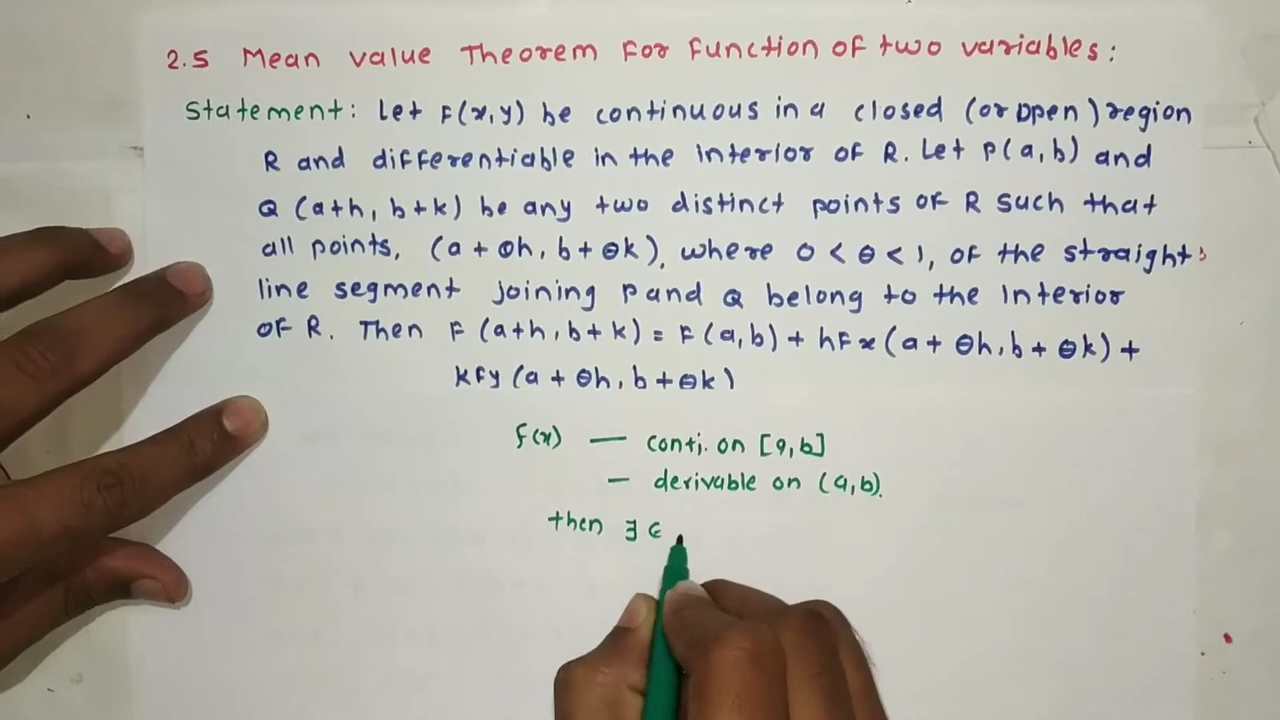 2.5 Mean value Theorem For Function of two variables:
Statement: Let F(x,y) be continuous in a closed (or open) region
R and differentiable in the interior of R. Let P(a,b) and
Q (a+h, b+k) be any two distinct points of R such that
all points, (a + θh, b + θk), where 0 < θ < 1, of the straight
line segment joining P and Q belong to the interior
of R. Then F (a+h, b+k) = F(a,b) + hFx(a + θh, b + θk) +
kFy (a + θh, b + θk)
f(x) — conti. on [a,b]
— derivable on (a,b).
then ∃ c